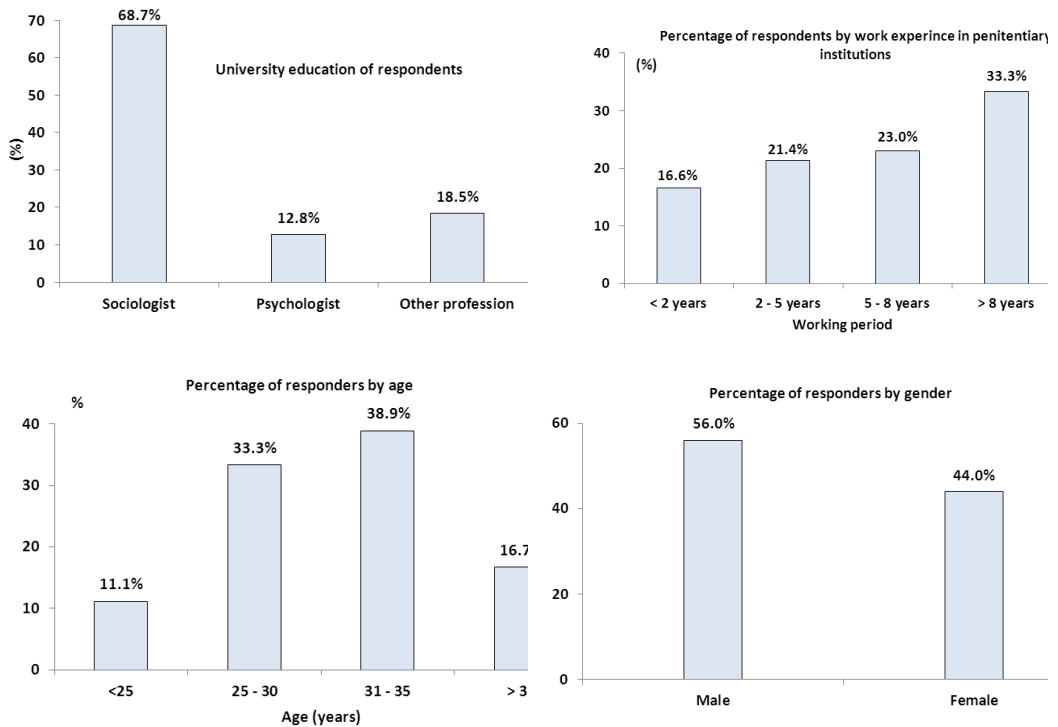 University education of respondents
(%)
70
60
50
40
30
20
10
0
68.7%
12.8%
18.5%
Sociologist
Psychologist
Other profession
Percentage of respondents by work experince in penitentiary
institutions
(%)
40
30
20
10
0
16.6%
21.4%
23.0%
33.3%
< 2 years
2 - 5 years
5 - 8 years
> 8 years
Working period
Percentage of responders by age
%
40
30
20
10
0
11.1%
33.3%
38.9%
16.7
<25
25 - 30
31 - 35
> 3
Age (years)
Percentage of responders by gender
60
40
20
0
56.0%
44.0%
Male
Female